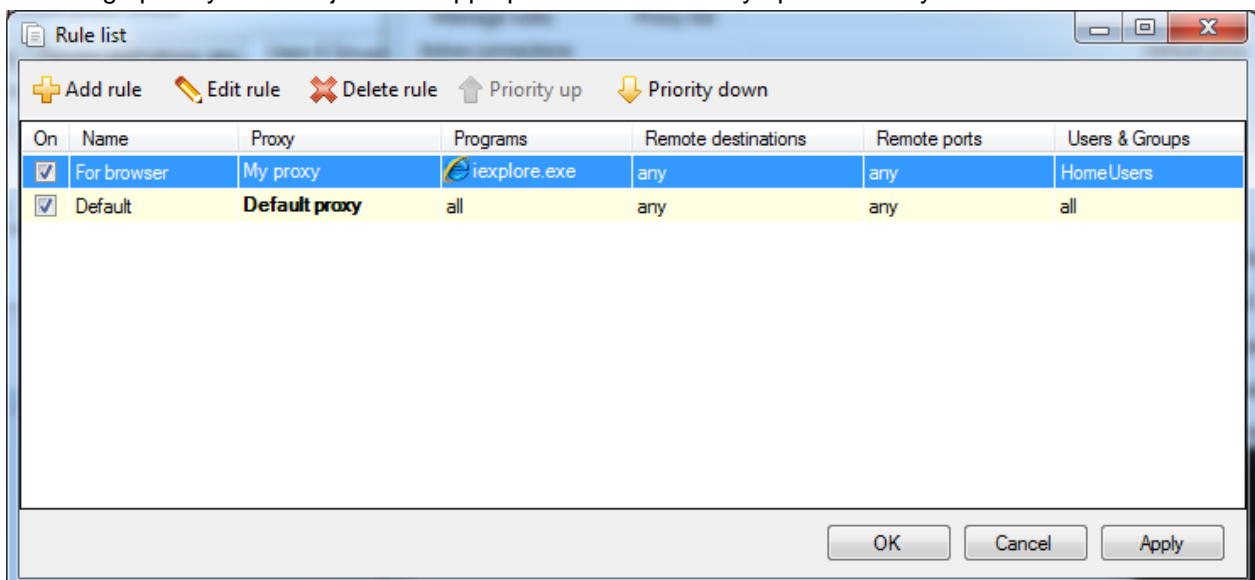 Rule list
Add rule Edit rule Delete rule Priority up Priority down
On Name Proxy Programs Remote destinations Remote ports Users & Groups
For browser My proxy iexplore.exe any any HomeUsers
Default Default proxy all any any all
OK Cancel Apply